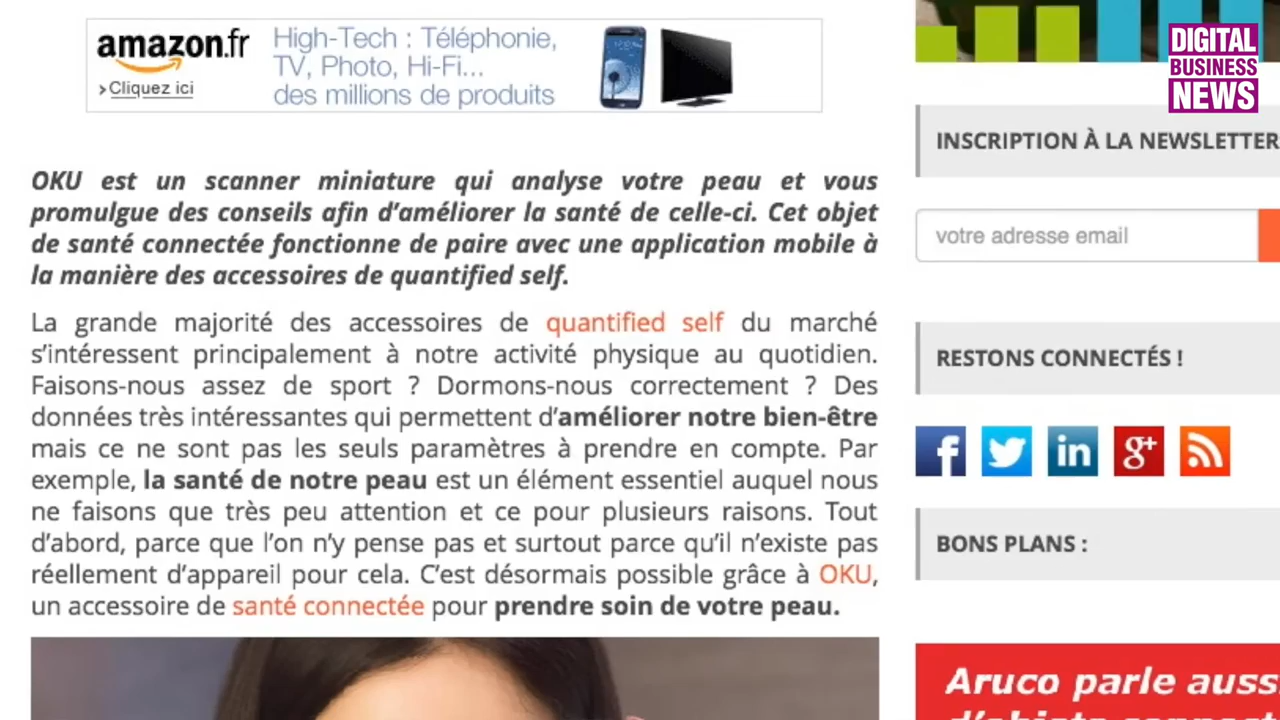 amazon.fr
Cliquez ici
High-Tech : Téléphonie,
TV, Photo, Hi-Fi...
des millions de produits
DIGITAL
BUSINESS
NEWS
OKU est un scanner miniature qui analyse votre peau et vous
promulgue des conseils afin d’améliorer la santé de celle-ci. Cet objet
de santé connectée fonctionne de paire avec une application mobile à
la manière des accessoires de quantified self.
La grande majorité des accessoires de quantified self du marché
s’intéressent principalement à notre activité physique au quotidien.
Faisons-nous assez de sport ? Dormons-nous correctement ? Des
données très intéressantes qui permettent d’améliorer notre bien-être
mais ce ne sont pas les seuls paramètres à prendre en compte. Par
exemple, la santé de notre peau est un élément essentiel auquel nous
ne faisons que très peu attention et ce pour plusieurs raisons. Tout
d’abord, parce que l’on n’y pense pas et surtout parce qu’il n’existe pas
réellement d’appareil pour cela. C’est désormais possible grâce à OKU,
un accessoire de santé connectée pour prendre soin de votre peau.
INSCRIPTION À LA NEWSLETTER
votre adresse email
RESTONS CONNECTÉS !
BONS PLANS :
Aruco parle aussi